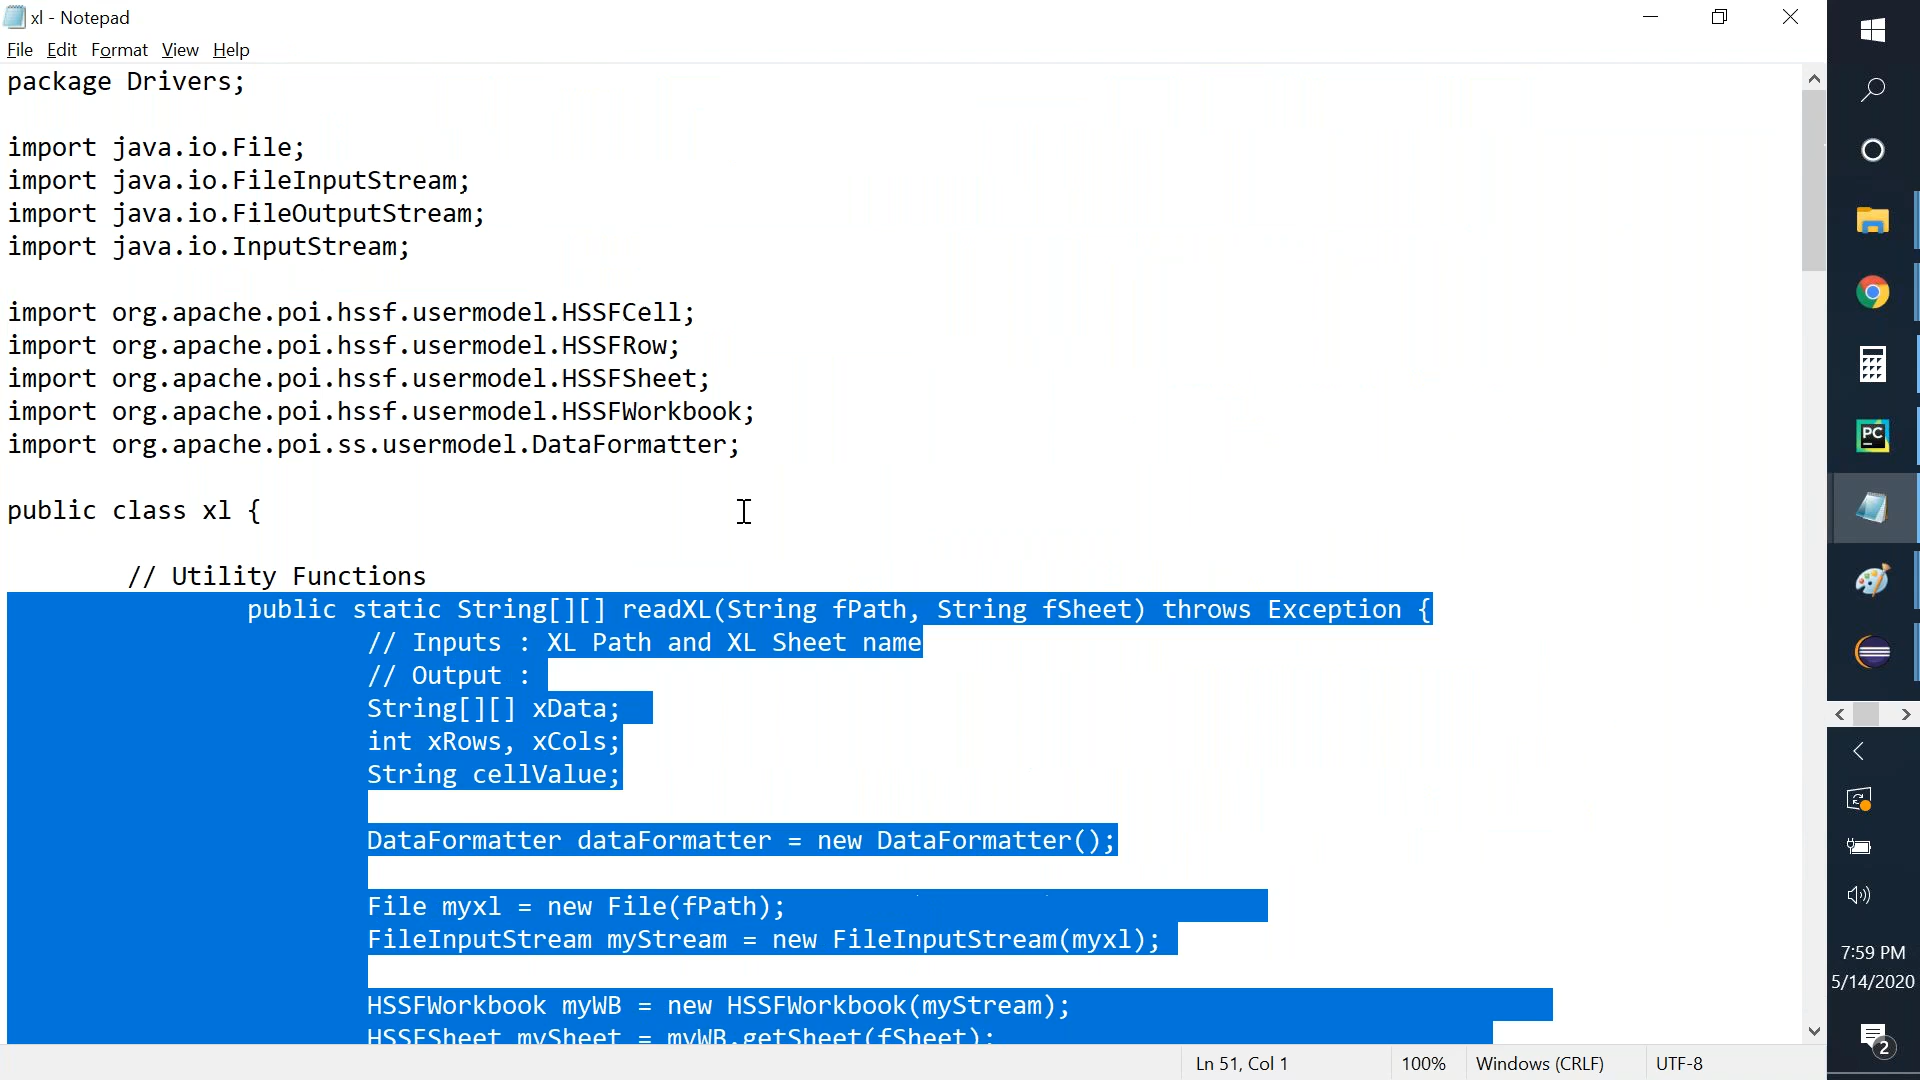 xl - Notepad
File Edit Format View Help
package Drivers;
import java.io.File;
import java.io.FileInputStream;
import java.io.FileOutputStream;
import java.io.InputStream;
import org.apache.poi.hssf.usermodel.HSSFCell;
import org.apache.poi.hssf.usermodel.HSSFRow;
import org.apache.poi.hssf.usermodel.HSSFSheet;
import org.apache.poi.hssf.usermodel.HSSFWorkbook;
import org.apache.poi.ss.usermodel.DataFormatter;
public class xl {
// Utility Functions
public static String[][] readXL(String fPath, String fSheet) throws Exception {
// Inputs : XL Path and XL Sheet name
// Output :
String[][] xData;
int xRows, xCols;
String cellValue;
DataFormatter dataFormatter = new DataFormatter();
File myxl = new File(fPath);
FileInputStream myStream = new FileInputStream(myxl);
HSSFWorkbook myWB = new HSSFWorkbook(myStream);
HSSFSheet mySheet = myWB.getSheet(fSheet);
Ln 51, Col 1
100%
Windows (CRLF)
UTF-8
PC
7:59 PM
5/14/2020
2